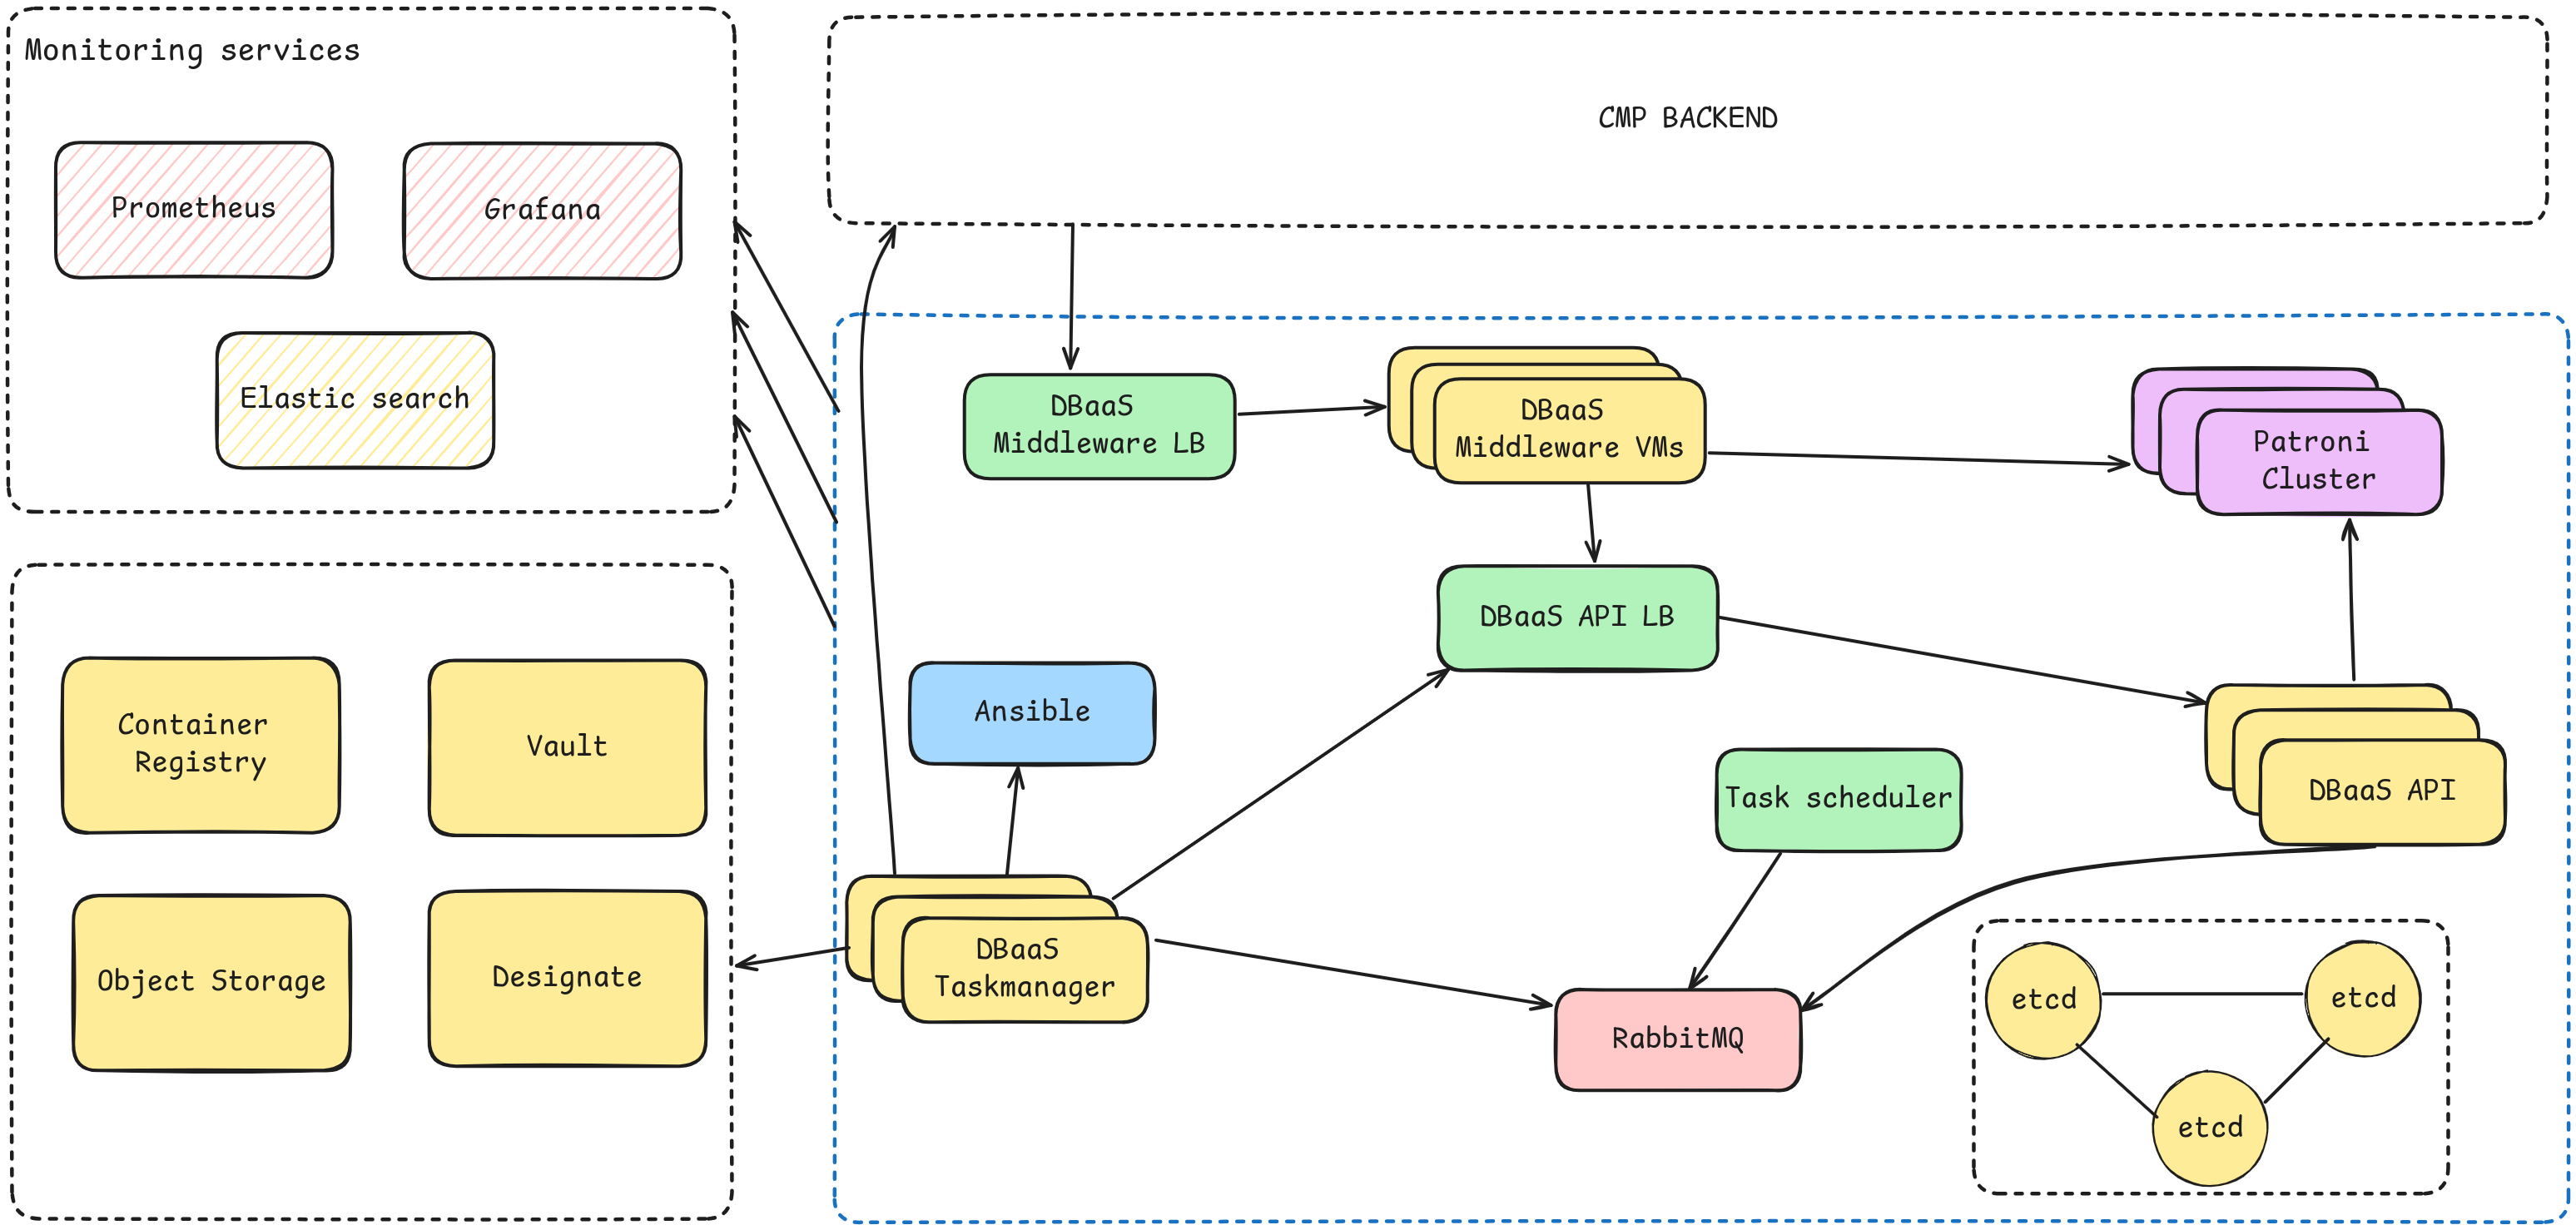 Monitoring services
Prometheus
Grafana
Elastic search
CMP BACKEND
DBaaS
Middleware LB
DBaaS
Middleware VMs
Patroni
Cluster
DBaaS API LB
Ansible
Task scheduler
DBaaS API
Container
Registry
Vault
Object Storage
Designate
DBaaS
Taskmanager
RabbitMQ
etcd
etcd
etcd